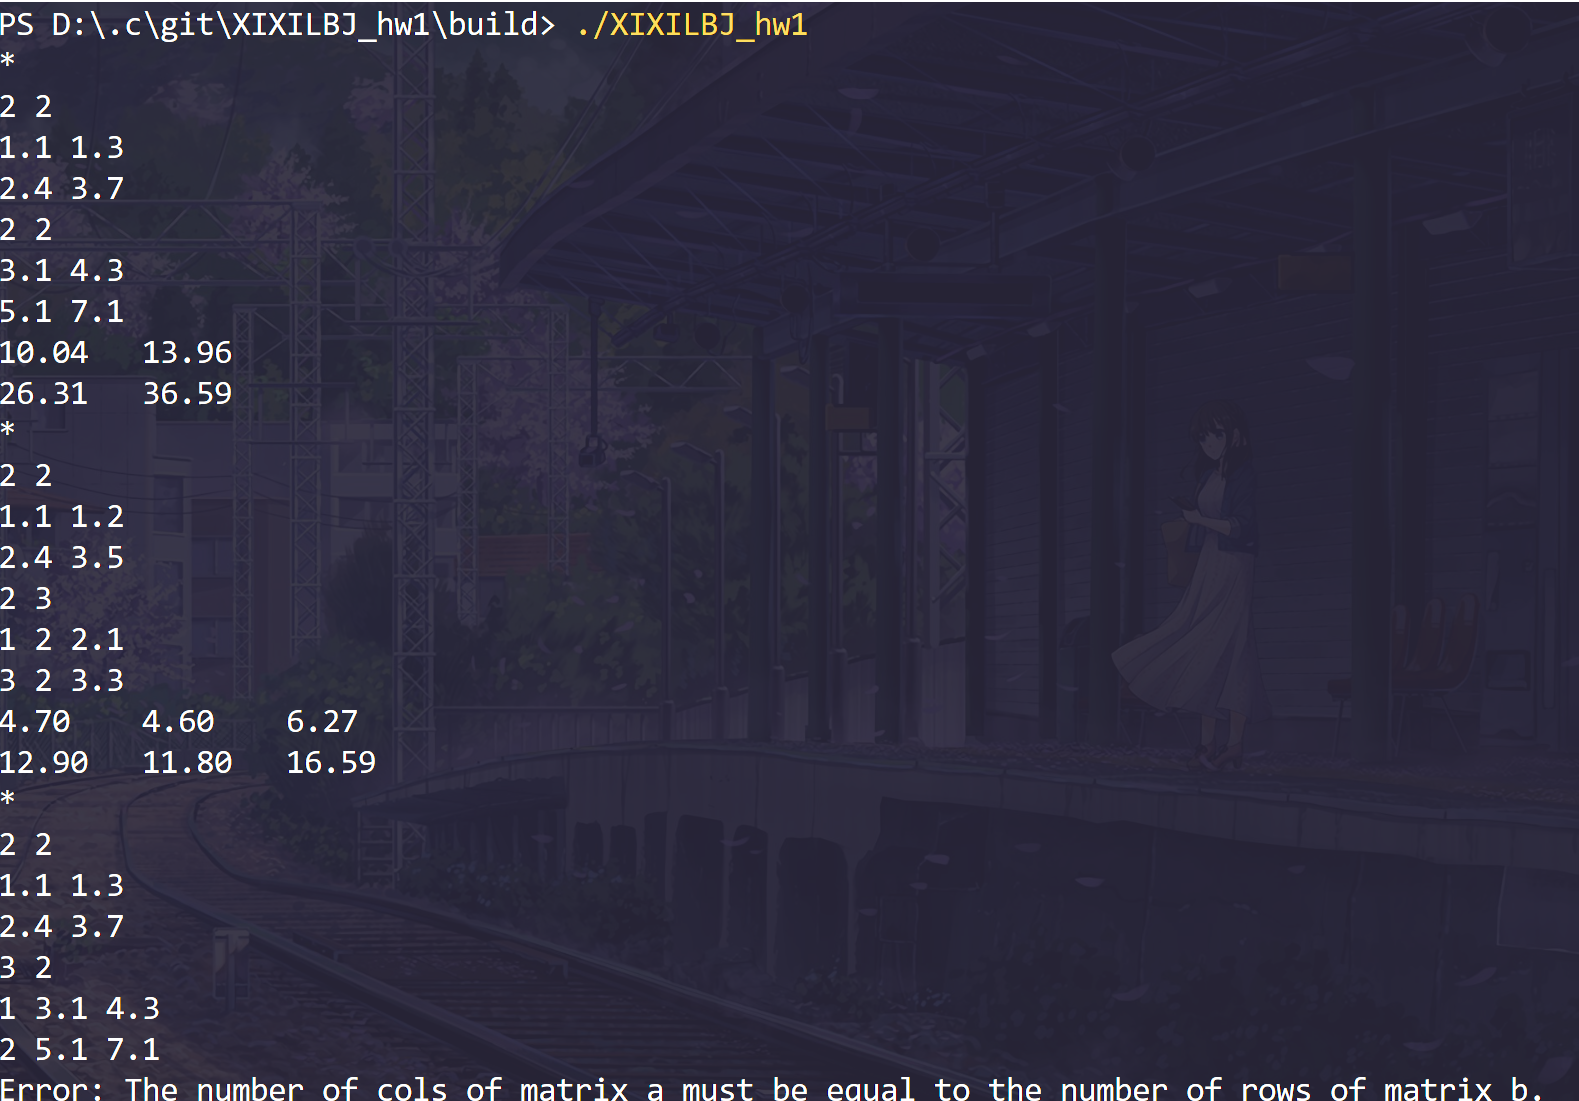 PS D:\.c\git\XIXILBJ_hw1\build> ./XIXILBJ_hw1
*
2 2
1.1 1.3
2.4 3.7
2 2
3.1 4.3
5.1 7.1
10.04   13.96
26.31   36.59
*
2 2
1.1 1.2
2.4 3.5
2 3
1 2 2.1
3 2 3.3
4.70    4.60    6.27
12.90   11.80   16.59
*
2 2
1.1 1.3
2.4 3.7
3 2
1 3.1 4.3
2 5.1 7.1
Error: The number of cols of matrix a must be equal to the number of rows of matrix b.